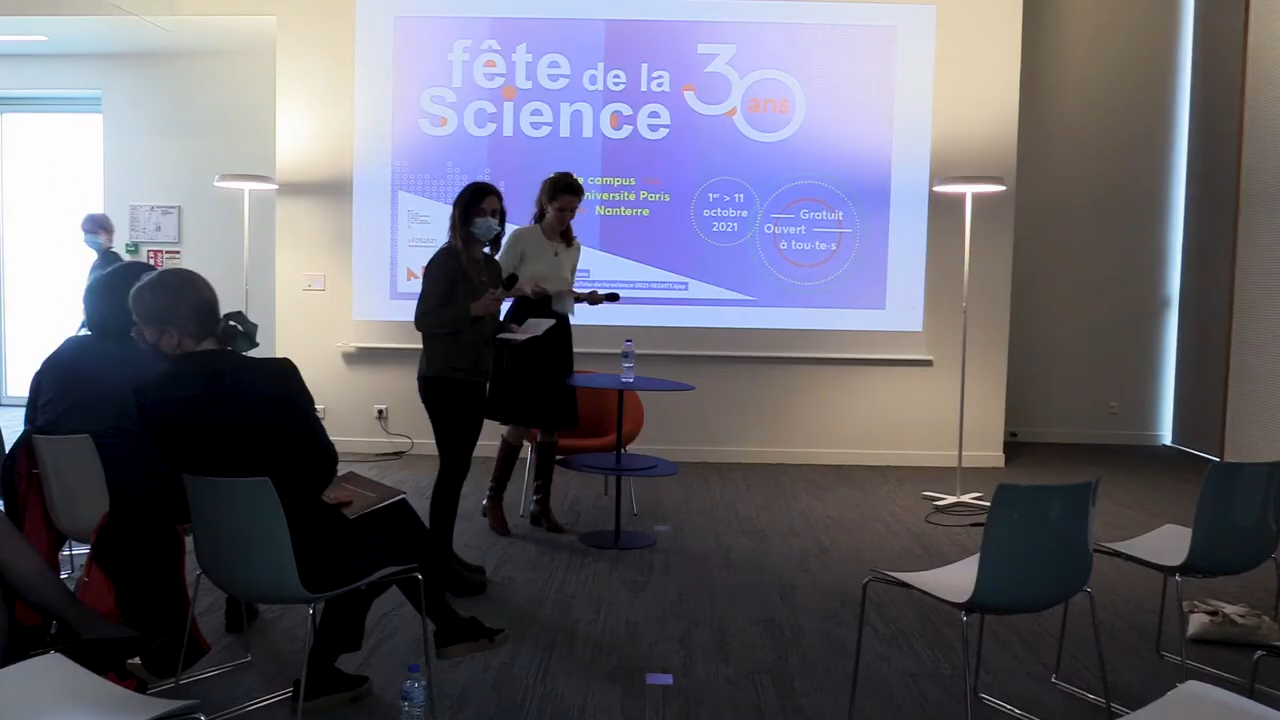 fête de la
Science
30
ans
campus
université Paris
Nanterre
1er > 11
octobre
2021
Gratuit
Ouvert
à tou·te·s